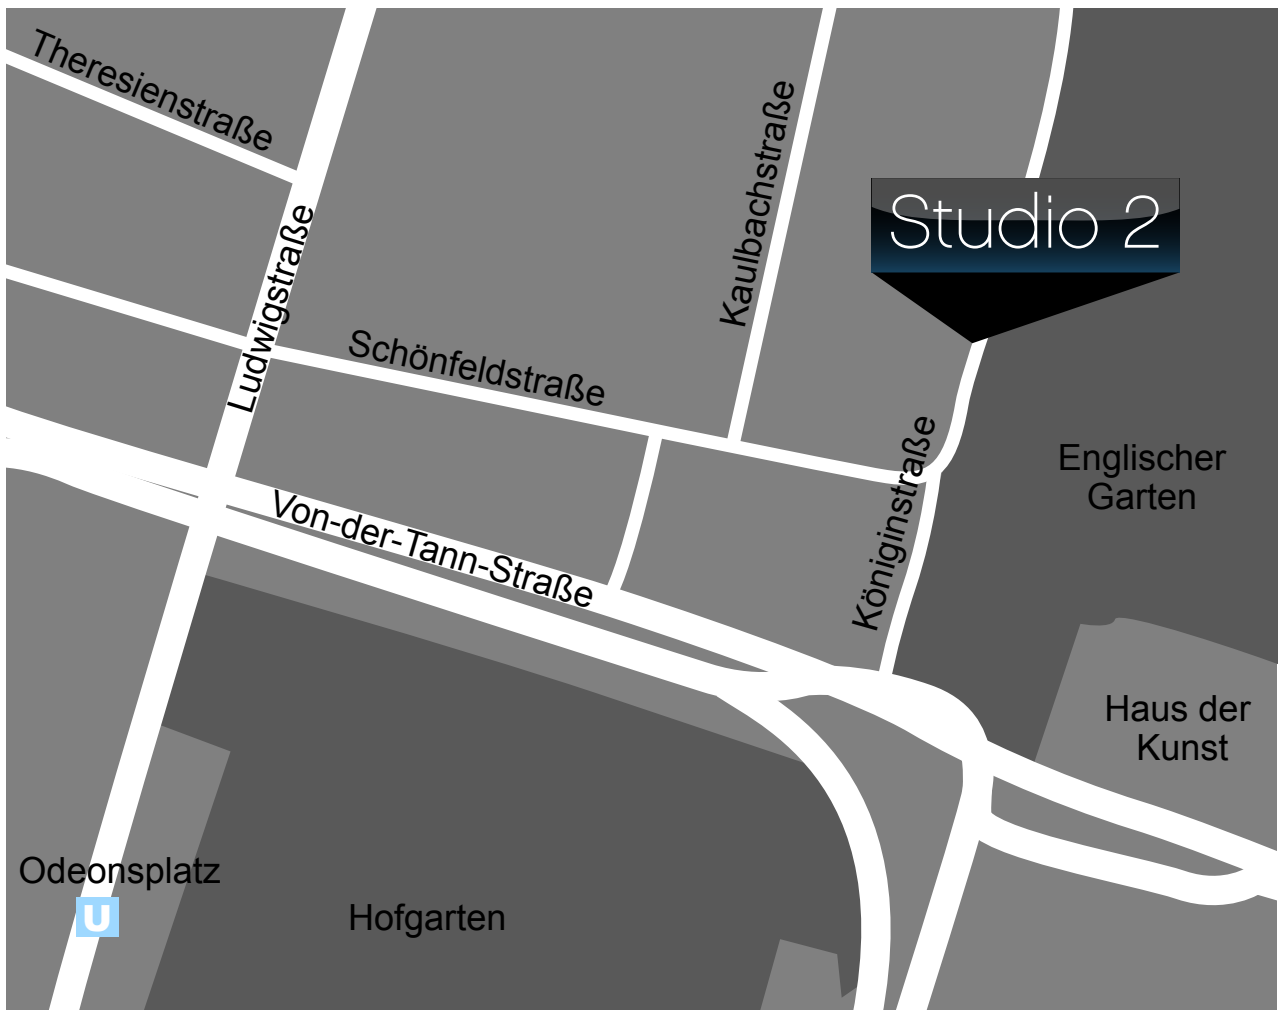 Theresienstraße
Kaulbachstraße
Studio 2
Ludwigstraße
Schönfeldstraße
Königinstraße
Englischer
Garten
Von-der-Tann-Straße
Haus der
Kunst
Odeonsplatz
U
Hofgarten